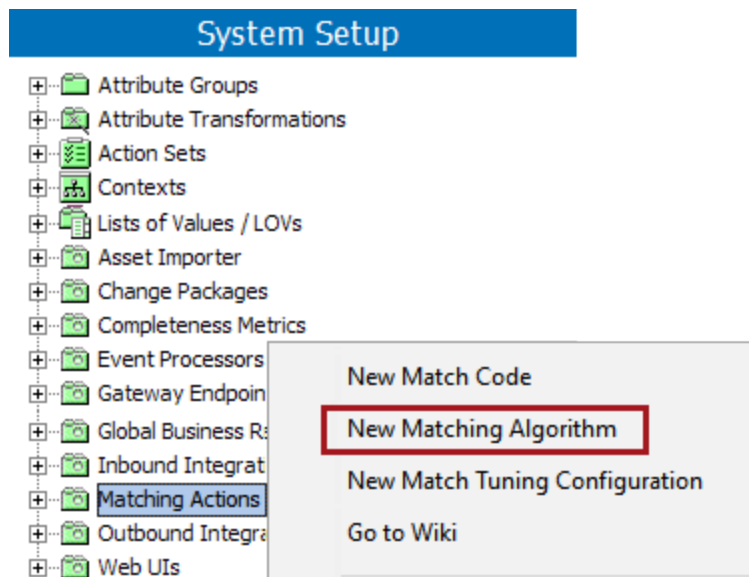 System Setup
Attribute Groups
Attribute Transformations
Action Sets
Contexts
Lists of Values / LOVs
Asset Importer
Change Packages
Completeness Metrics
Event Processors
Gateway Endpoin
Global Business R
Inbound Integrat
Matching Actions
Outbound Integra
Web UIs
New Match Code
New Matching Algorithm
New Match Tuning Configuration
Go to Wiki